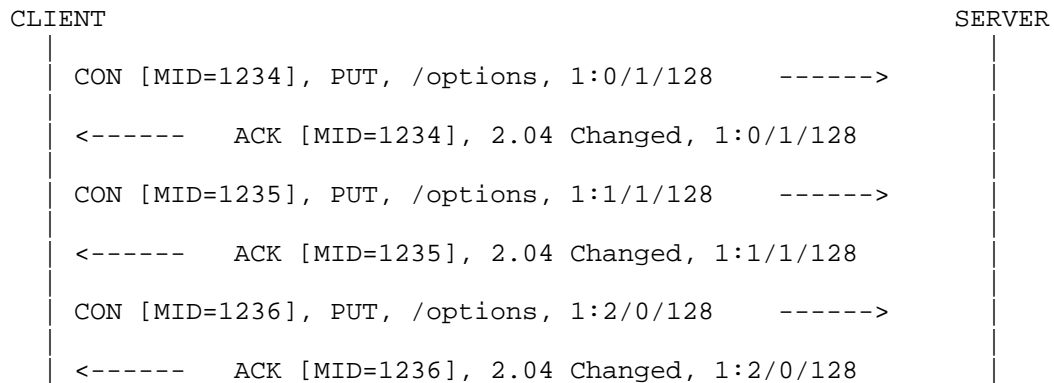 CLIENT                                                     SERVER
  |                                                          |
  | CON [MID=1234], PUT, /options, 1:0/1/128    ------>      |
  |                                                          |
  | <------   ACK [MID=1234], 2.04 Changed, 1:0/1/128        |
  |                                                          |
  | CON [MID=1235], PUT, /options, 1:1/1/128    ------>      |
  |                                                          |
  | <------   ACK [MID=1235], 2.04 Changed, 1:1/1/128        |
  |                                                          |
  | CON [MID=1236], PUT, /options, 1:2/0/128    ------>      |
  |                                                          |
  | <------   ACK [MID=1236], 2.04 Changed, 1:2/0/128        |